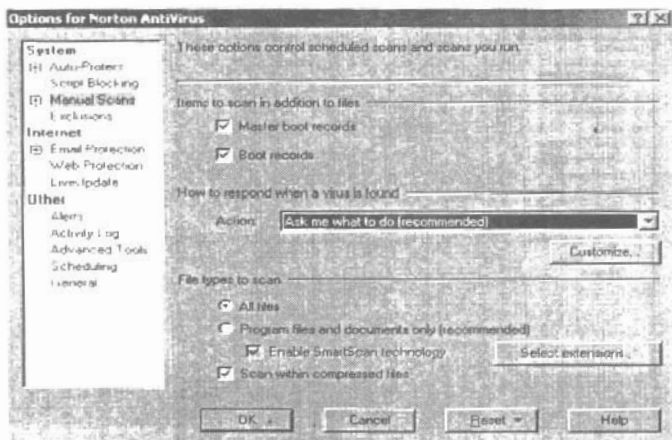 Options for Norton AntiVirus
System
Auto-Protect
Script Blocking
Manual Scans
Exclusions
Internet
Email Protection
Web Protection
LiveUpdate
Other
Alerts
Activity Log
Advanced Tools
Scheduling
General
These options control scheduled scans and scans you run.
Items to scan in addition to files
Master boot records
Boot records
How to respond when a virus is found
Action:
Ask me what to do (recommended)
Customize...
File types to scan
All files
Program files and documents only (recommended)
Enable SmartScan technology
Select extensions...
Scan within compressed files
OK
Cancel
Reset
Help